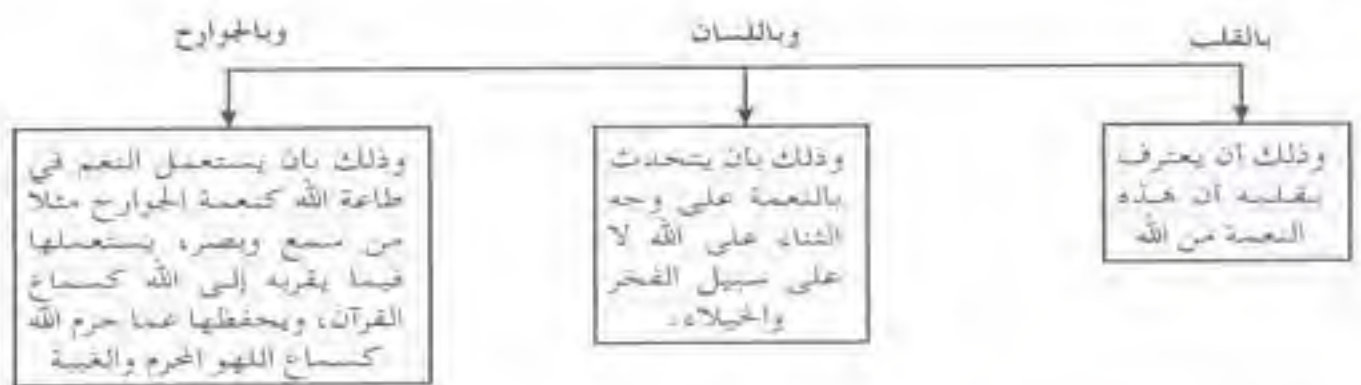 بالقلب
وباللسان
وبالجوارح
وذلك أن يعترف
بقلبه أن هذه
النعمة من الله
وذلك بأن يتحدث
بالنعمة على وجه
الثناء على الله لا
على سبيل الفخر
والخيلاء.
وذلك بأن يستعمل النعم في
طاعة الله كنعمة الجوارح مثلا
من سمع وبصر، يستعملها
فيما يقربه إلى الله كسماع
القرآن، ويحفظها عما حرم الله
كسماع اللهو المحرم والغيبة